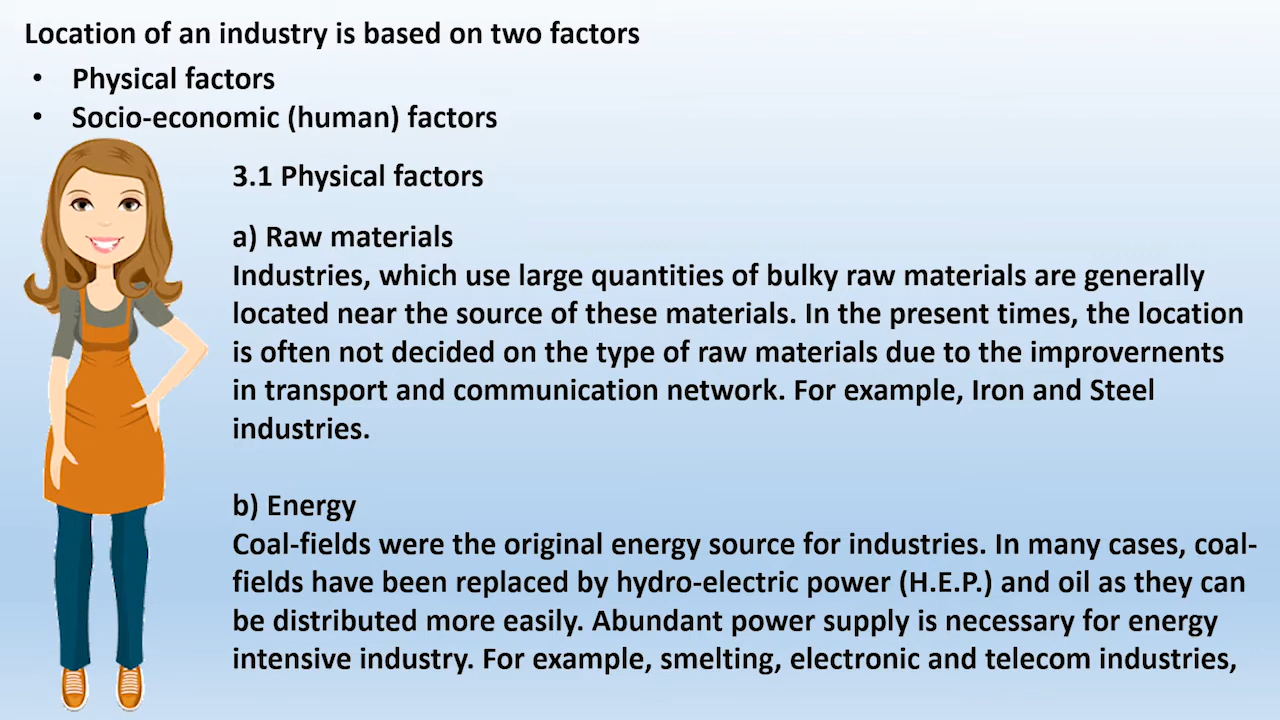 Location of an industry is based on two factors
• Physical factors
• Socio-economic (human) factors
3.1 Physical factors
a) Raw materials
Industries, which use large quantities of bulky raw materials are generally
located near the source of these materials. In the present times, the location
is often not decided on the type of raw materials due to the improvernents
in transport and communication network. For example, Iron and Steel
industries.
b) Energy
Coal-fields were the original energy source for industries. In many cases, coal-
fields have been replaced by hydro-electric power (H.E.P.) and oil as they can
be distributed more easily. Abundant power supply is necessary for energy
intensive industry. For example, smelting, electronic and telecom industries,